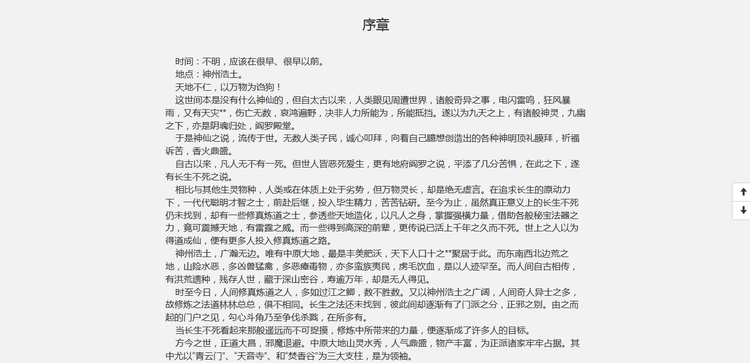 序章
时间：不明，应该在很早、很早以前。
地点：神州浩土。
天地不仁，以万物为刍狗！
这世间本是没有什么神仙的，但自太古以来，人类眼见周遭世界，诸般奇异之事，电闪雷鸣，狂风暴
雨，又有天灾**，伤亡无数，哀鸿遍野，决非人力所能为，所能抵挡。遂以为九天之上，有诸般神灵，九幽
之下，亦是阴魂归处，阎罗殿堂。
于是神仙之说，流传于世。无数人类子民，诚心叩拜，向着自己臆想创造出的各种神明顶礼膜拜，祈福
诉苦，香火鼎盛。
自古以来，凡人无不有一死。但世人皆恶死爱生，更有地府阎罗之说，平添了几分苦惧，在此之下，遂
有长生不死之说。
相比与其他生灵物种，人类或在体质上处于劣势，但万物灵长，却是绝无虚言。在追求长生的原动力
下，一代代聪明才智之士，前赴后继，投入毕生精力，苦苦钻研。至今为止，虽然真正意义上的长生不死
仍未找到，却有一些修真炼道之士，参透些天地造化，以凡人之身，掌握强横力量，借助各般秘宝法器之
力，竟可震撼天地，有雷霆之威。而一些得到高深的前辈，更传说已活上千年之久而不死。世上之人以为
得道成仙，便有更多人投入修真炼道之路。
神州浩土，广瀚无边。唯有中原大地，最是丰美肥沃，天下人口十之**聚居于此。而东南西北边荒之
地，山险水恶，多凶兽猛禽，多恶瘴毒物，亦多蛮族夷民，虏毛饮血，是以人迹罕至。而人间自古相传，
有洪荒遗种，残存人世，藏于深山密谷，寿逾万年，却是无人得见。
时至今日，人间修真炼道之人，多如过江之鲫，数不胜数。又以神州浩土之广阔，人间奇人异士之多，
故修炼之法道林林总总，俱不相同。长生之法还未找到，彼此间却逐渐有了门派之分，正邪之别。由之而
起的门户之见，勾心斗角乃至争伐杀戮，在所多有。
当长生不死看起来那般遥远而不可捉摸，修炼中所带来的力量，便逐渐成了许多人的目标。
方今之世，正道大昌，邪魔退避。中原大地山灵水秀，人气鼎盛，物产丰富，为正派诸家牢牢占据。其
中尤以"青云门"、"天音寺"、和"焚香谷"为三大支柱，是为领袖。